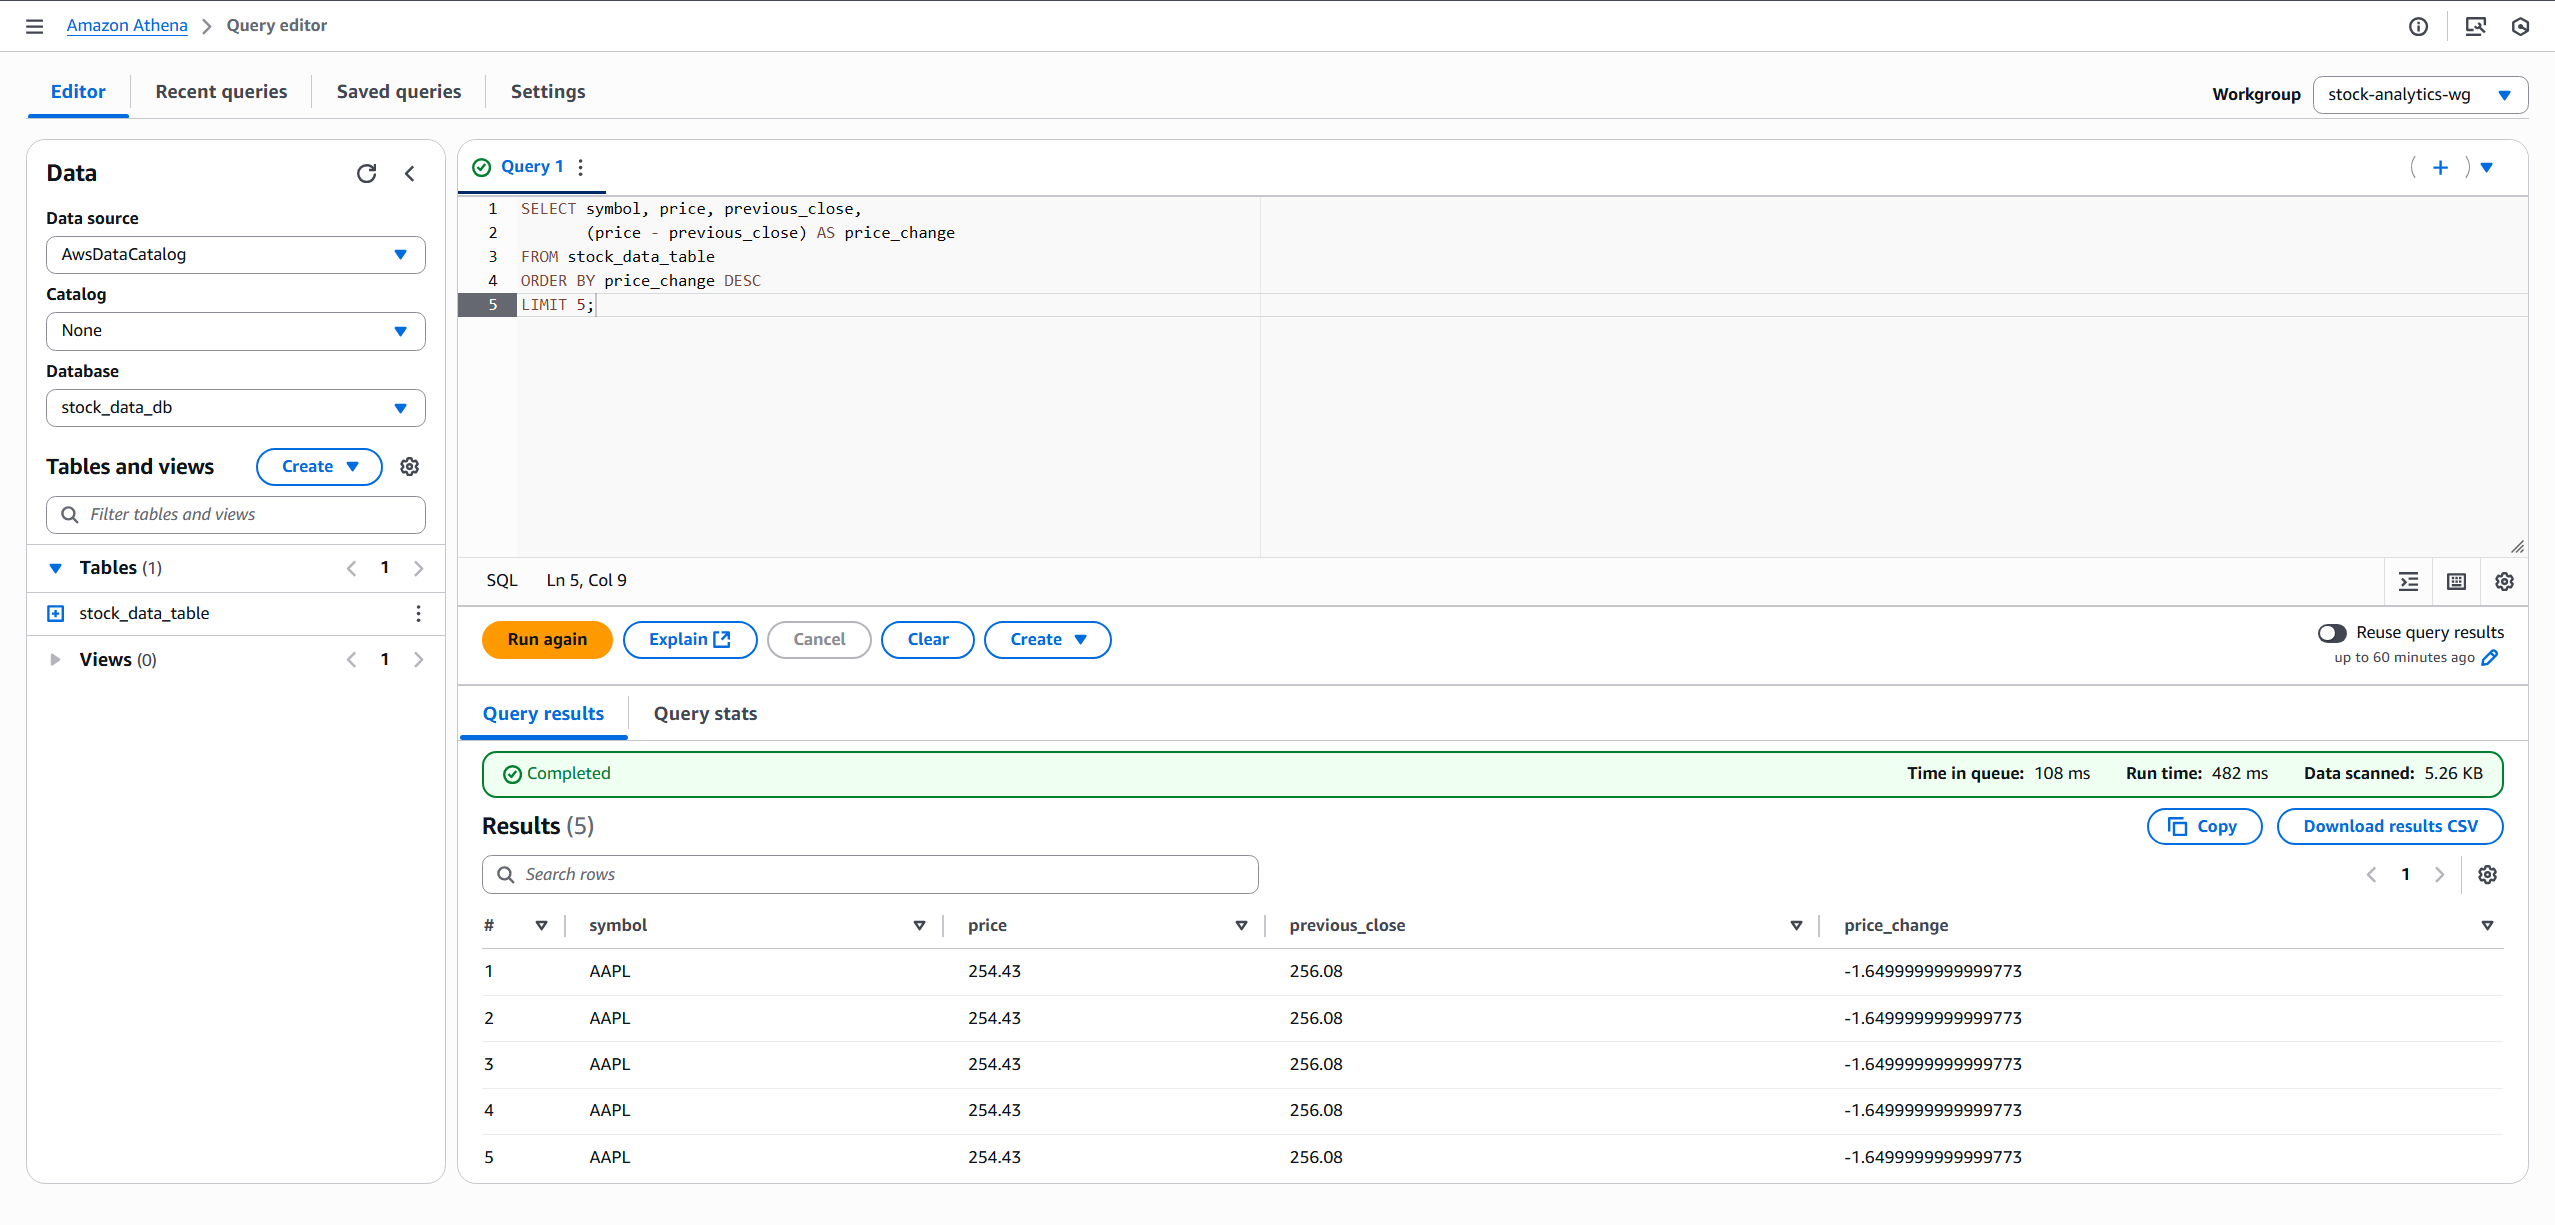 Amazon Athena > Query editor
Editor
Recent queries
Saved queries
Settings
Workgroup
stock-analytics-wg
Data
Data source
AwsDataCatalog
Catalog
None
Database
stock_data_db
Tables and views
Create
Filter tables and views
Tables (1)
1
stock_data_table
Views (0)
1
Query 1
1 SELECT symbol, price, previous_close,
2 (price - previous_close) AS price_change
3 FROM stock_data_table
4 ORDER BY price_change DESC
5 LIMIT 5;
SQL Ln 5, Col 9
Run again
Explain
Cancel
Clear
Create
Reuse query results
up to 60 minutes ago
Query results
Query stats
Completed
Time in queue: 108 ms Run time: 482 ms Data scanned: 5.26 KB
Results (5)
Copy
Download results CSV
Search rows
1
# symbol price previous_close price_change
1 AAPL 254.43 256.08 -1.6499999999999773
2 AAPL 254.43 256.08 -1.6499999999999773
3 AAPL 254.43 256.08 -1.6499999999999773
4 AAPL 254.43 256.08 -1.6499999999999773
5 AAPL 254.43 256.08 -1.6499999999999773